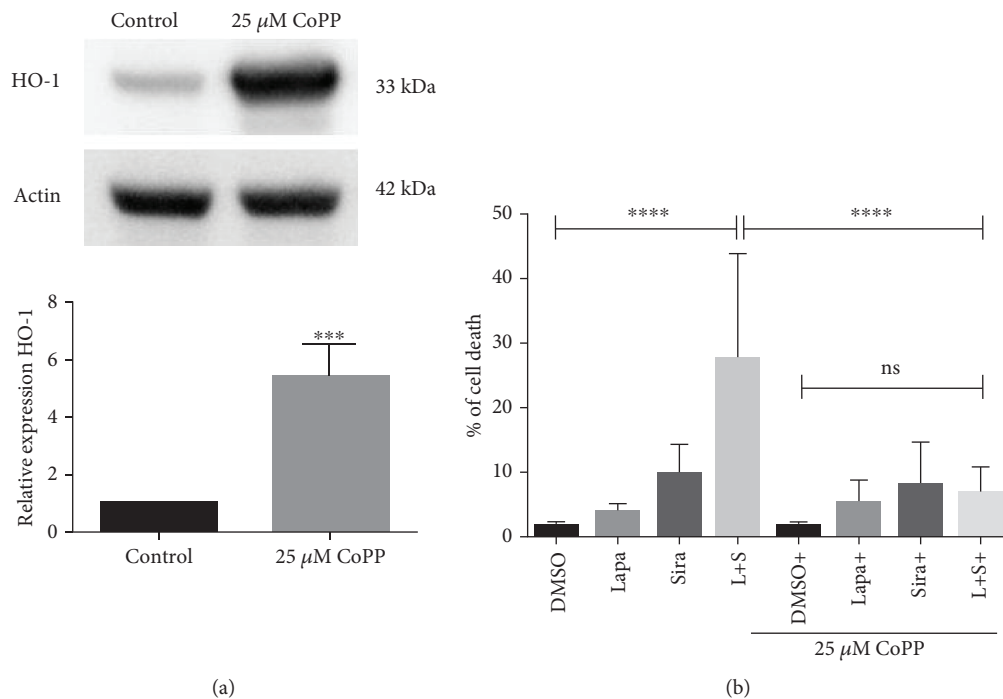 Control 25 μM CoPP
HO-1
33 kDa
Actin
42 kDa
Relative expression HO-1
8
6
4
2
0
***
Control 25 μM CoPP
(a)
% of cell death
50
40
30
20
10
0
**** ****
ns
DMSO
Lapa
Sira
L+S
DMSO+
Lapa+
Sira+
L+S+
25 μM CoPP
(b)